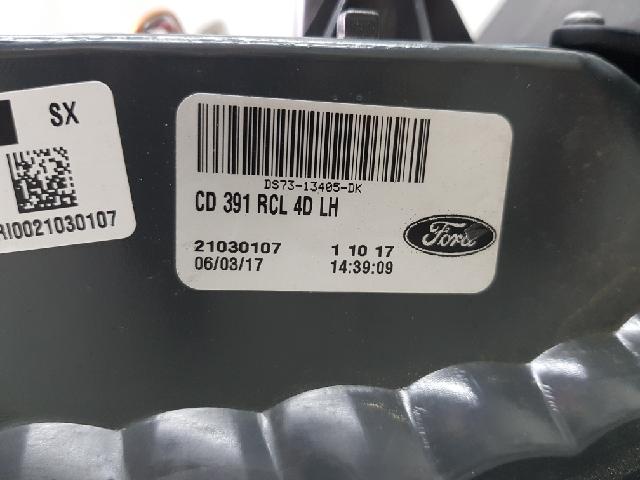 SX
RI0021030107
DS73-13405-DK
CD 391 RCL 4D LH
21030107 1 10 17
06/03/17 14:39:09
Ford